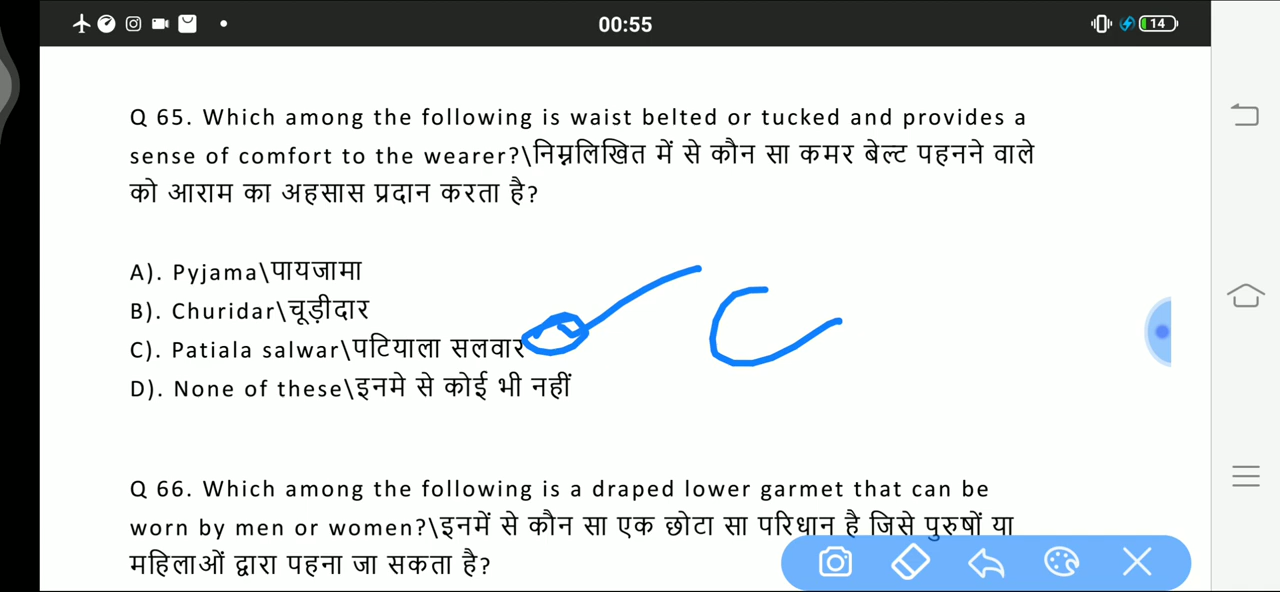 00:55
14
Q 65. Which among the following is waist belted or tucked and provides a
sense of comfort to the wearer?\निम्नलिखित में से कौन सा कमर बेल्ट पहनने वाले
को आराम का अहसास प्रदान करता है?
A). Pyjama\पायजामा
B). Churidar\चूड़ीदार
C). Patiala salwar\पटियाला सलवार
D). None of these\इनमे से कोई भी नहीं
C
Q 66. Which among the following is a draped lower garment that can be
worn by men or women?\इनमें से कौन सा एक छोटा सा परिधान है जिसे पुरुषों या
महिलाओं द्वारा पहना जा सकता है?